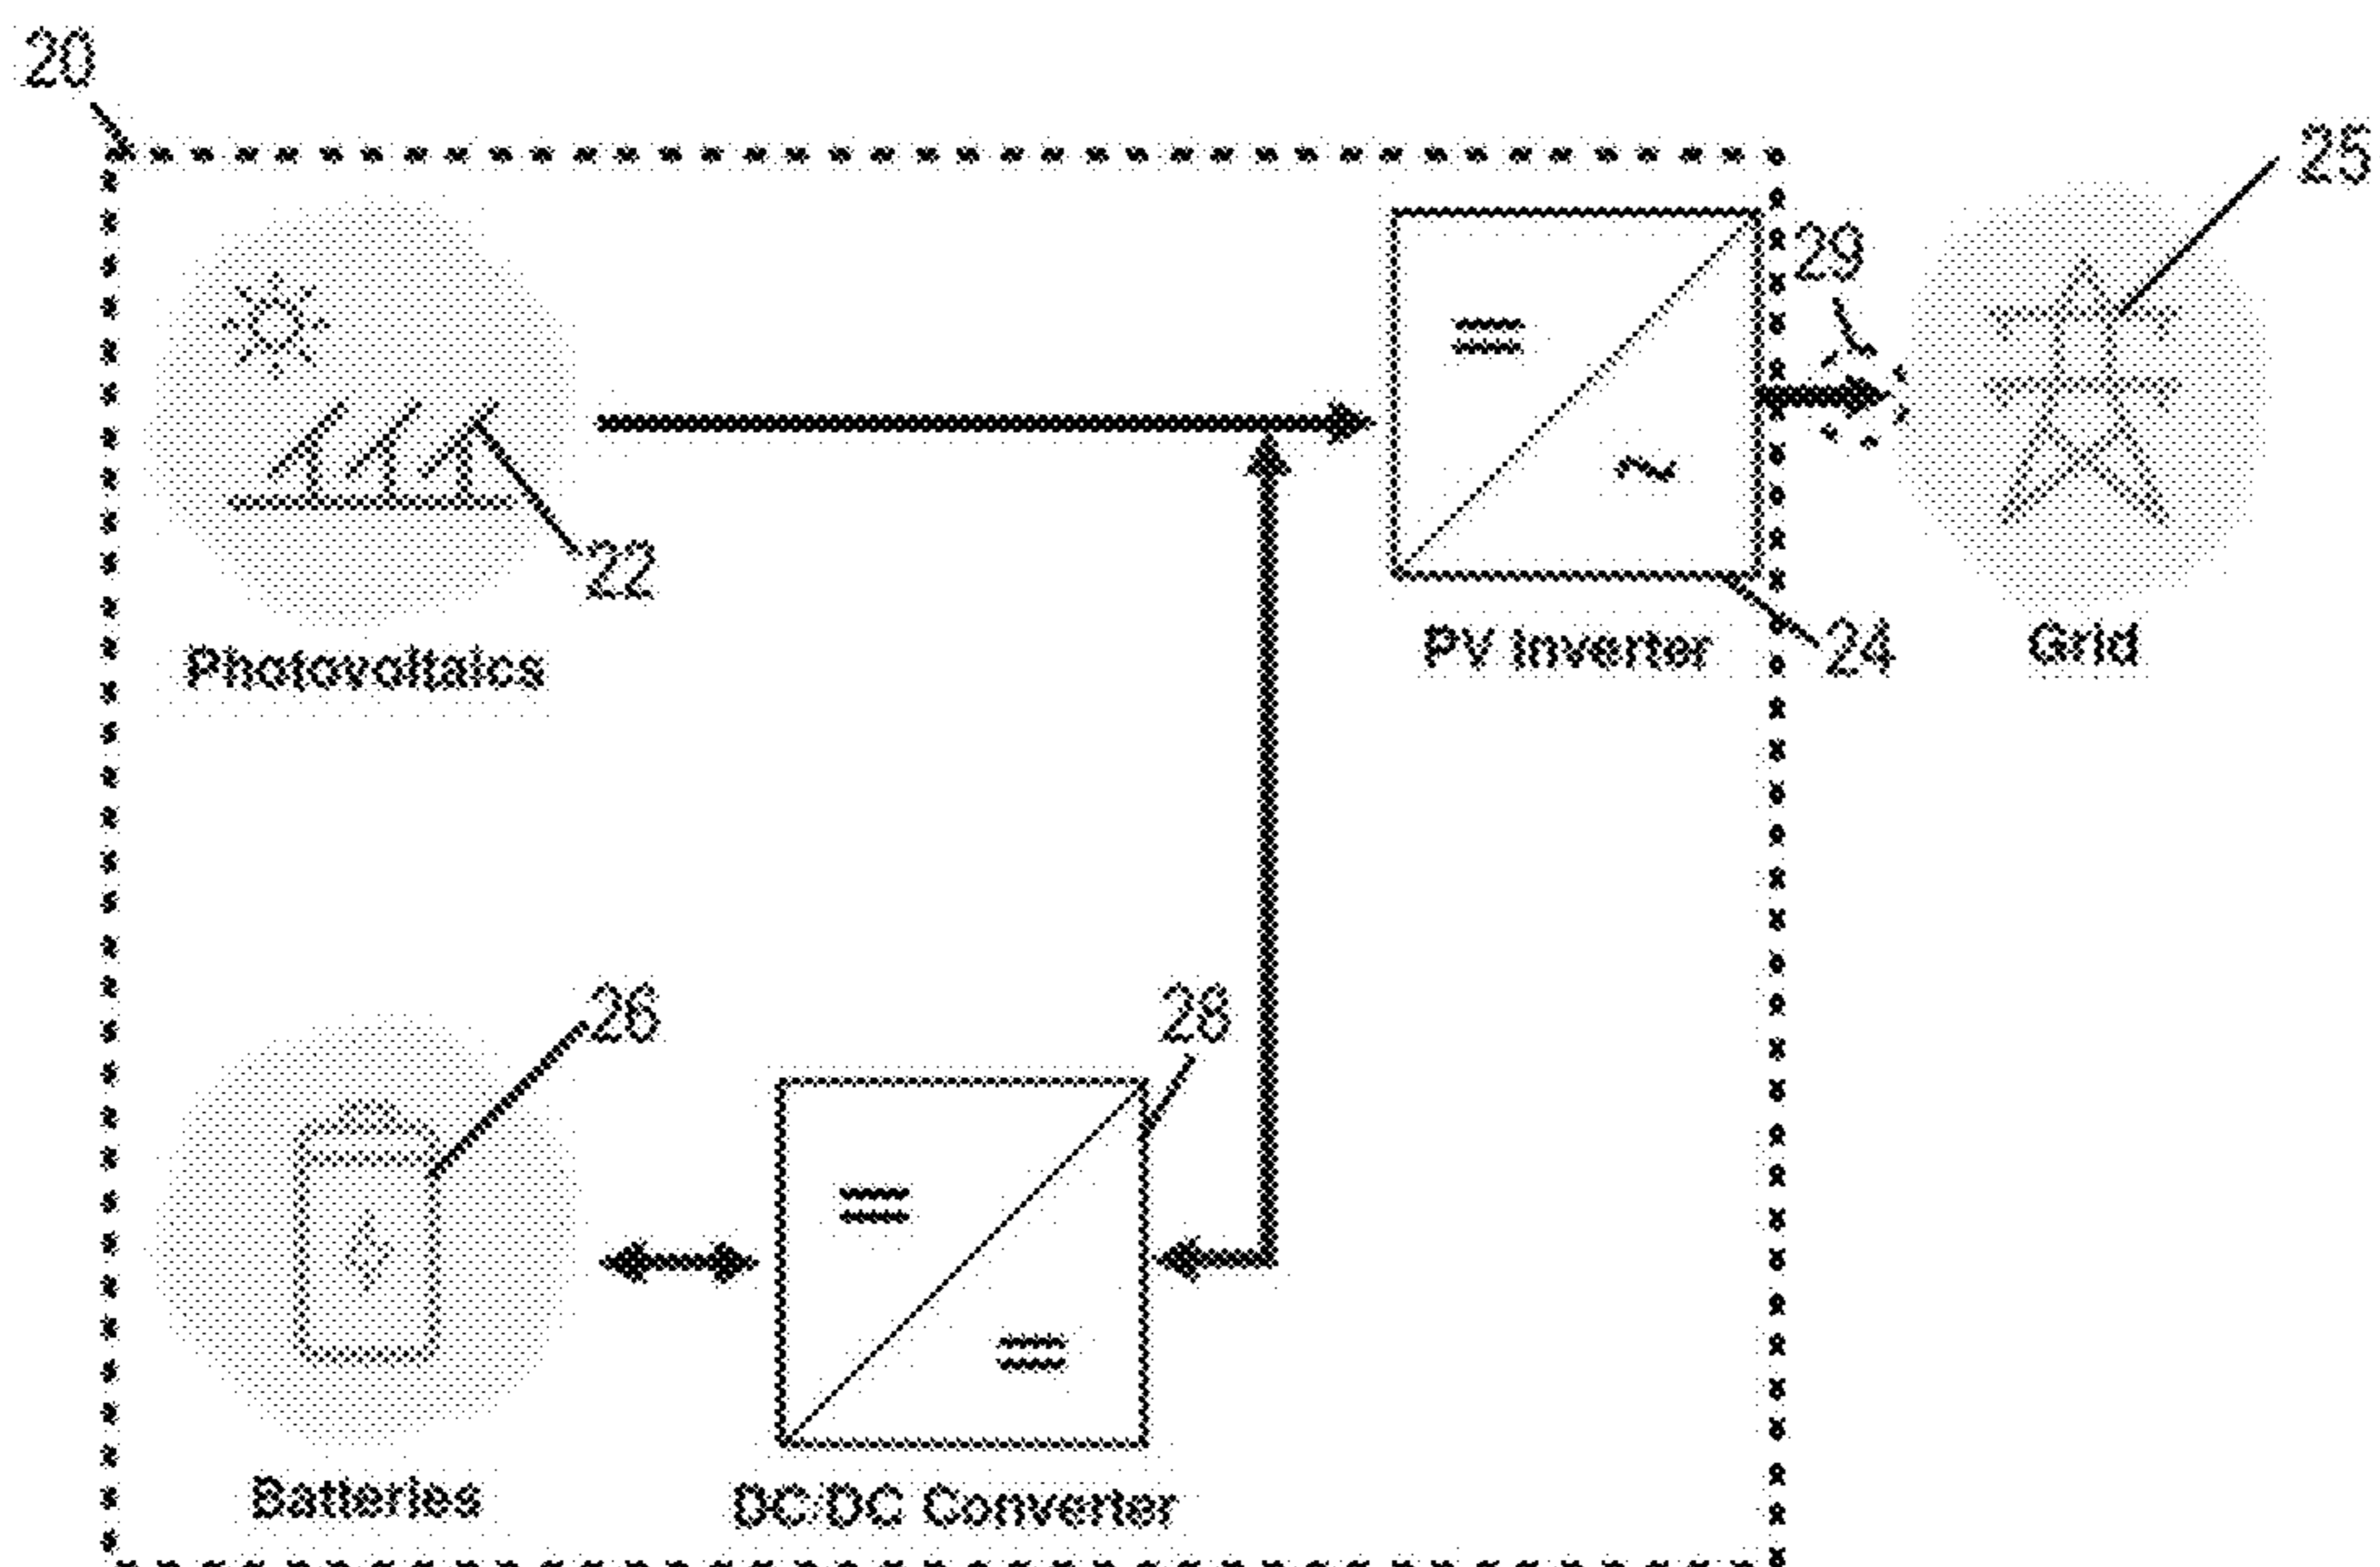 20
25
29
22
Photovoltaics
PV Inverter
24
Grid
26
28
Batteries
DC/DC Converter